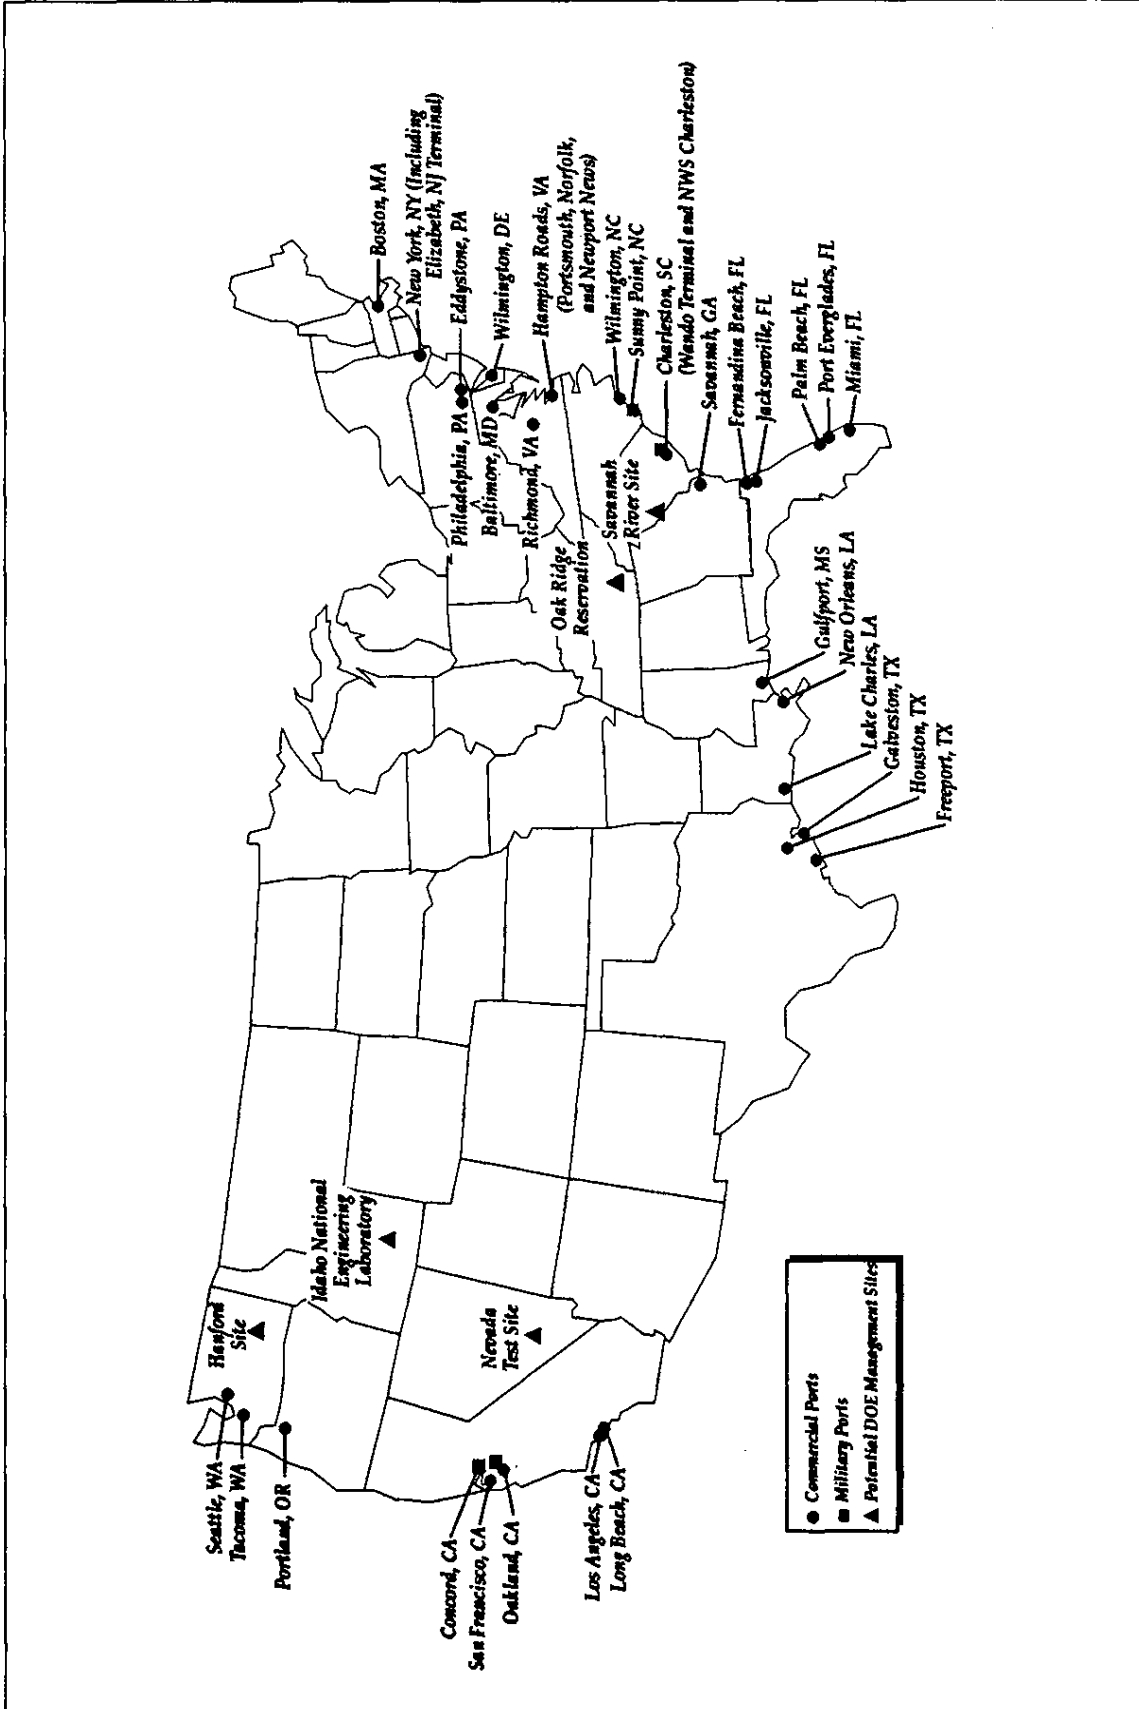 Seattle, WA
Tacoma, WA
Portland, OR
Hanford
Site
Idaho National
Engineering
Laboratory
Concord, CA
San Francisco, CA
Oakland, CA
Nevada
Test Site
Los Angeles, CA
Long Beach, CA
Boston, MA
New York, NY (Including
Elizabeth, NJ Terminal)
Eddystone, PA
Philadelphia, PA
Wilmington, DE
Baltimore, MD
Richmond, VA
Hampton Roads, VA
(Portsmouth, Norfolk,
and Newport News)
Oak Ridge
Reservation
Savannah
River Site
Wilmington, NC
Sunny Point, NC
Charleston, SC
(Wando Terminal and NWS Charleston)
Savannah, GA
Fernandina Beach, FL
Jacksonville, FL
Palm Beach, FL
Port Everglades, FL
Miami, FL
Gulfport, MS
New Orleans, LA
Lake Charles, LA
Galveston, TX
Houston, TX
Freeport, TX
Commercial Ports
Military Ports
Potential DOE Management Sites